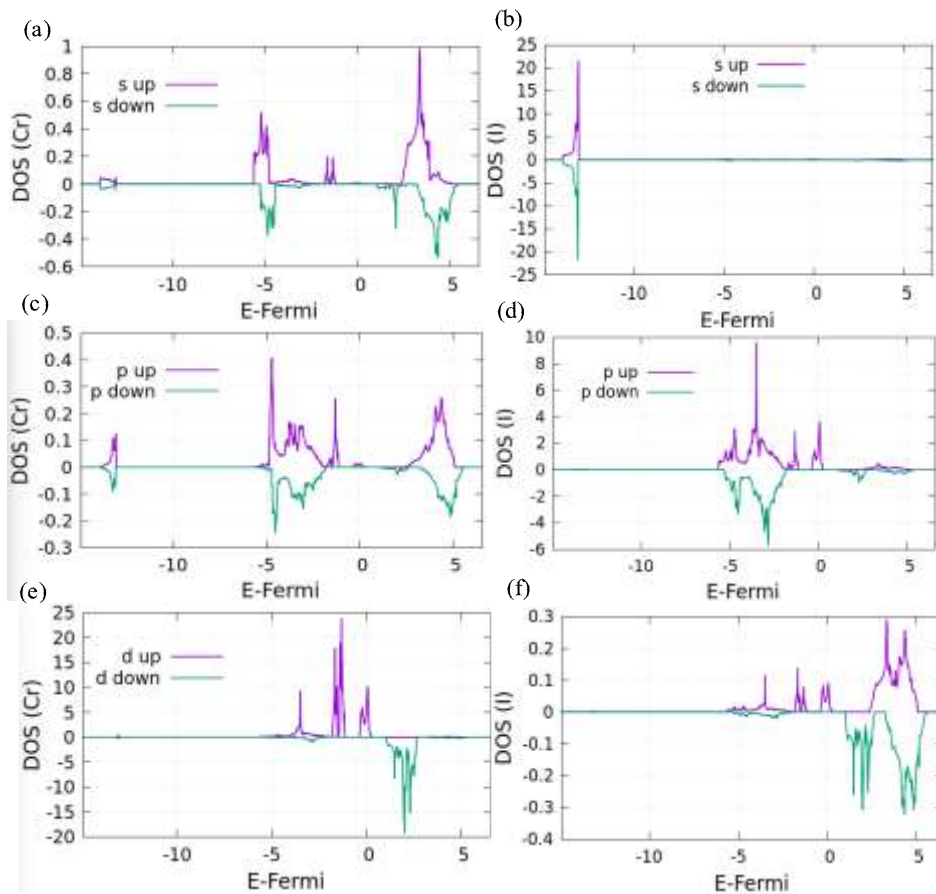 (a)
1
0.8
0.6
0.4
0.2
0
-0.2
-0.4
-0.6
DOS (Cr)
s up
s down
-10 -5 0 5
E-Fermi
(b)
25
20
15
10
5
0
-5
-10
-15
-20
25
DOS (I)
s up
s down
-10 -5 0 5
E-Fermi
(c)
0.5
0.4
0.3
0.2
0.1
0
-0.1
-0.2
-0.3
DOS (Cr)
p up
p down
-10 -5 0 5
E-Fermi
(d)
10
8
6
4
2
0
-2
-4
-6
DOS (I)
p up
p down
-10 -5 0 5
E-Fermi
(e)
25
20
15
10
5
0
-5
-10
-15
-20
DOS (Cr)
d up
d down
-10 -5 0 5
E-Fermi
(f)
0.3
0.2
0.1
0
-0.1
-0.2
-0.3
-0.4
DOS (I)
-10 -5 0 5
E-Fermi